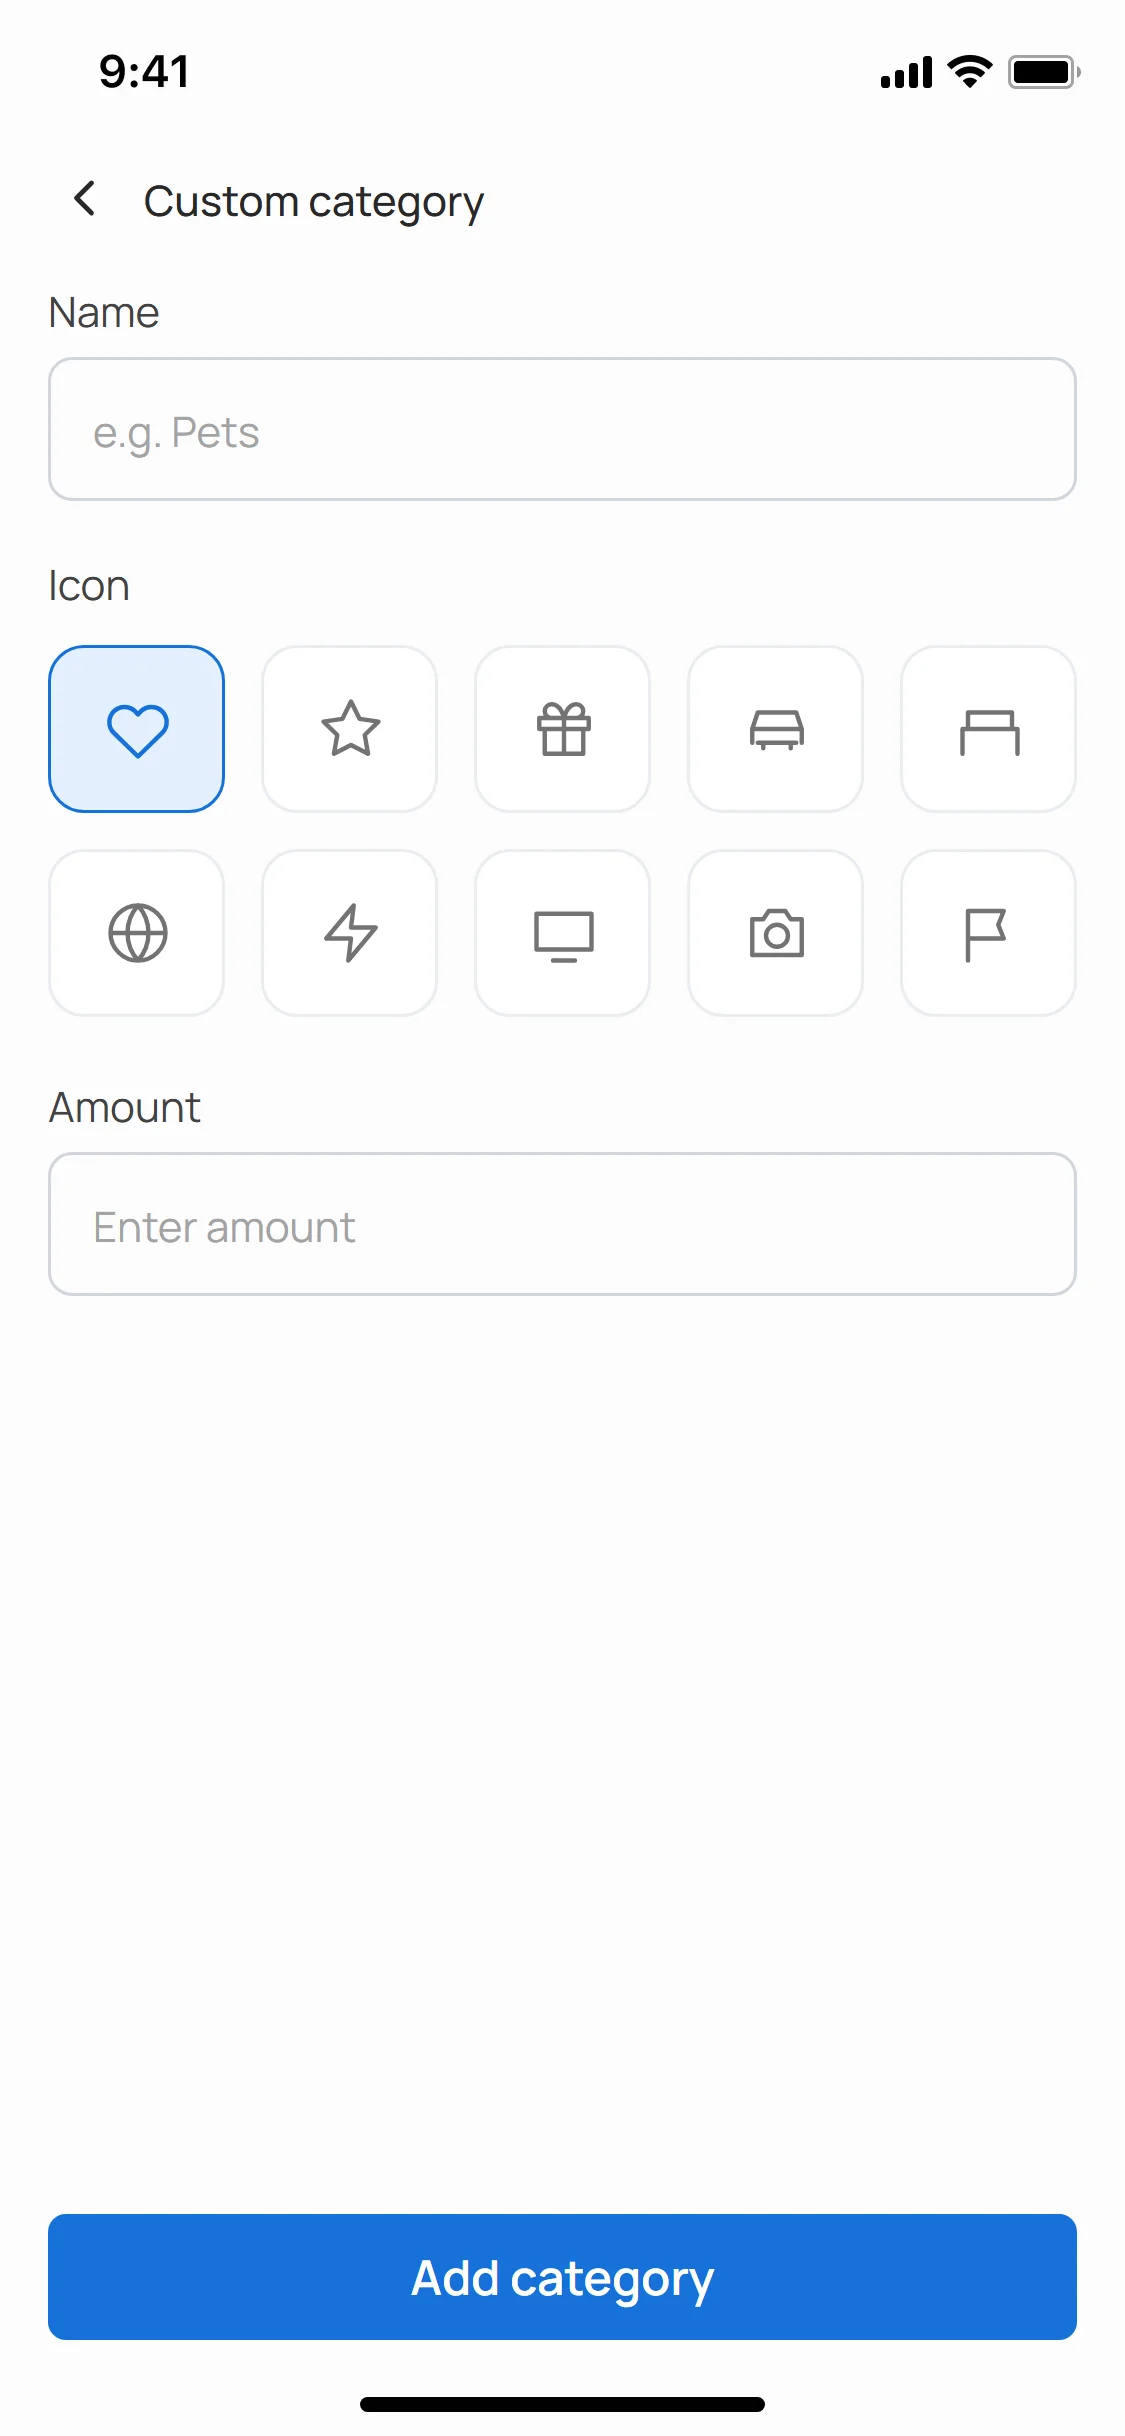 9:41
Custom category
Name
e.g. Pets
Icon
Amount
Enter amount
Add category